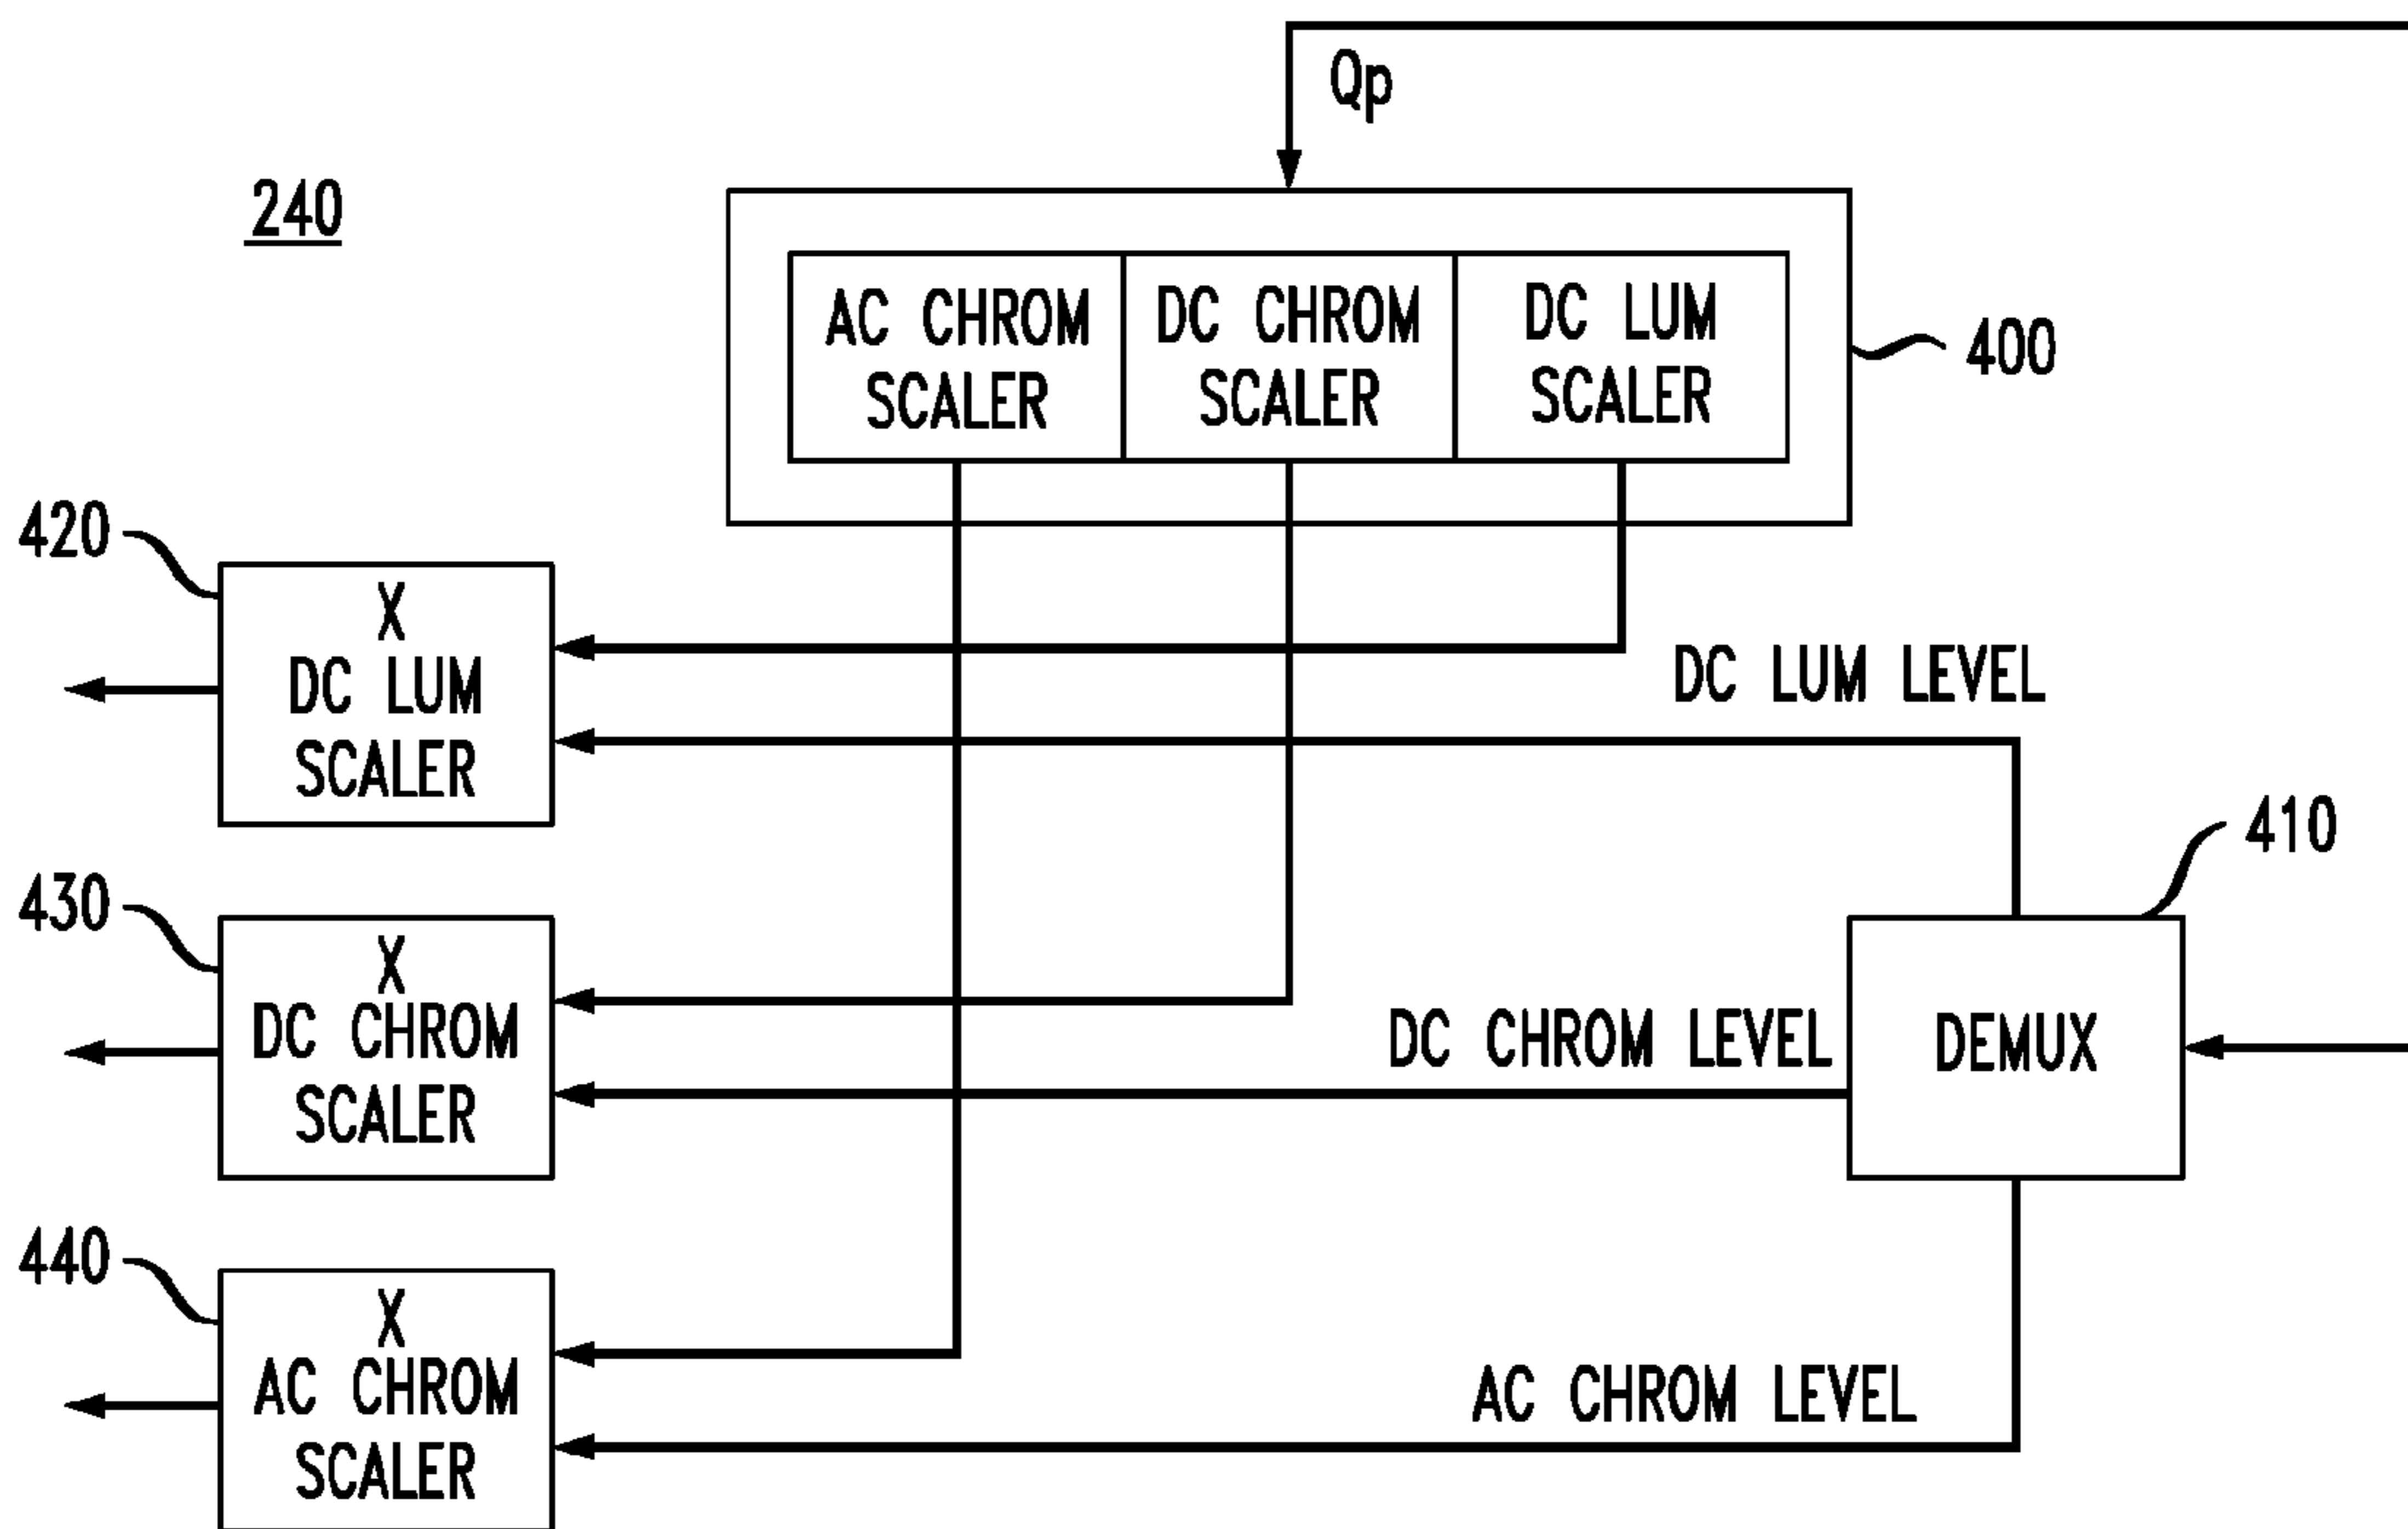 Qp
240
AC CHROM
SCALER
DC CHROM
SCALER
DC LUM
SCALER
400
420
X
DC LUM
SCALER
DC LUM LEVEL
410
430
X
DC CHROM
SCALER
DC CHROM LEVEL
DEMUX
440
X
AC CHROM
SCALER
AC CHROM LEVEL